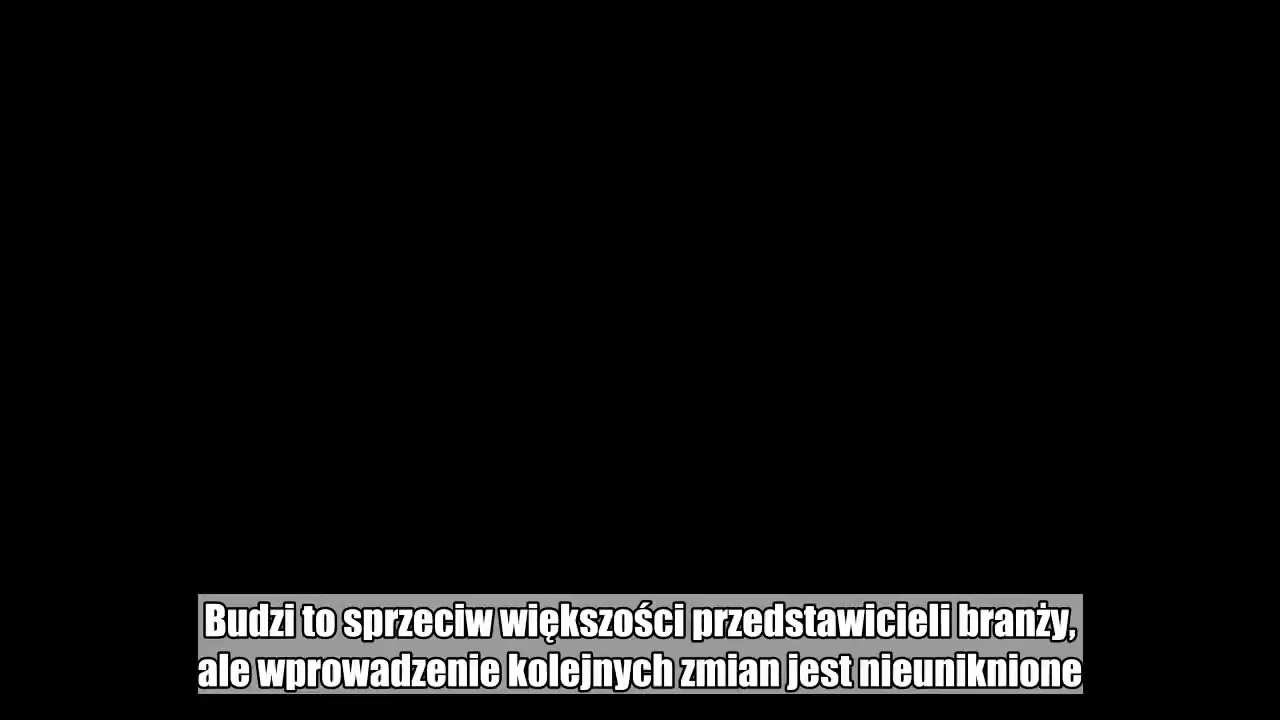 Budzi to sprzeciw większości przedstawicieli branży,
ale wprowadzenie kolejnych zmian jest nieuniknione